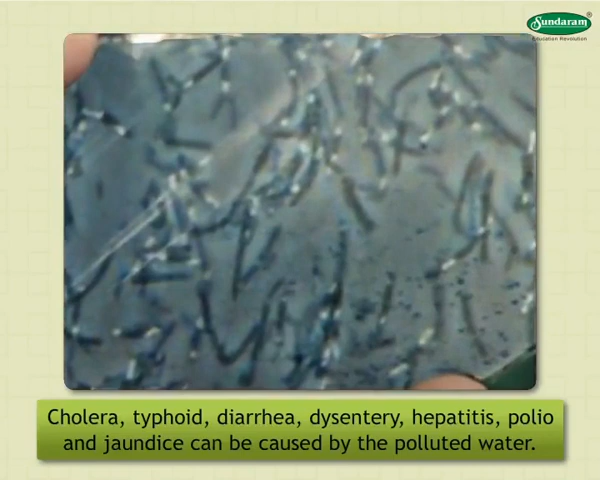 Sundaram®
Education Revolution
Cholera, typhoid, diarrhea, dysentery, hepatitis, polio
and jaundice can be caused by the polluted water.